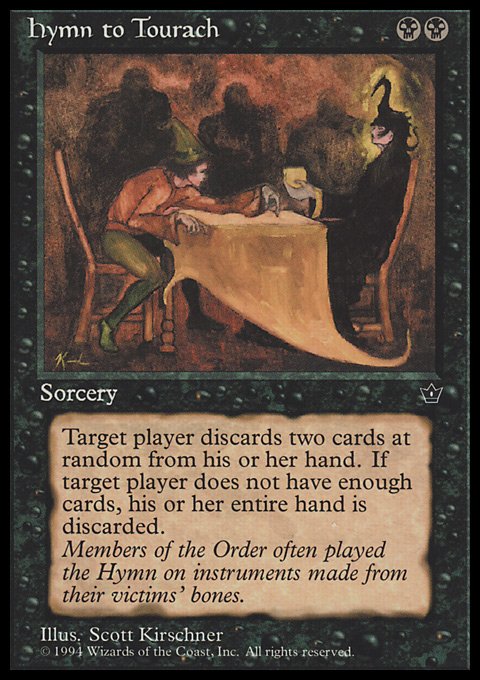 Hymn to Tourach
Sorcery
Target player discards two cards at
random from his or her hand. If
target player does not have enough
cards, his or her entire hand is
discarded.
Members of the Order often played
the Hymn on instruments made from
their victims' bones.
Illus. Scott Kirschner
© 1994 Wizards of the Coast, Inc. All rights reserved.